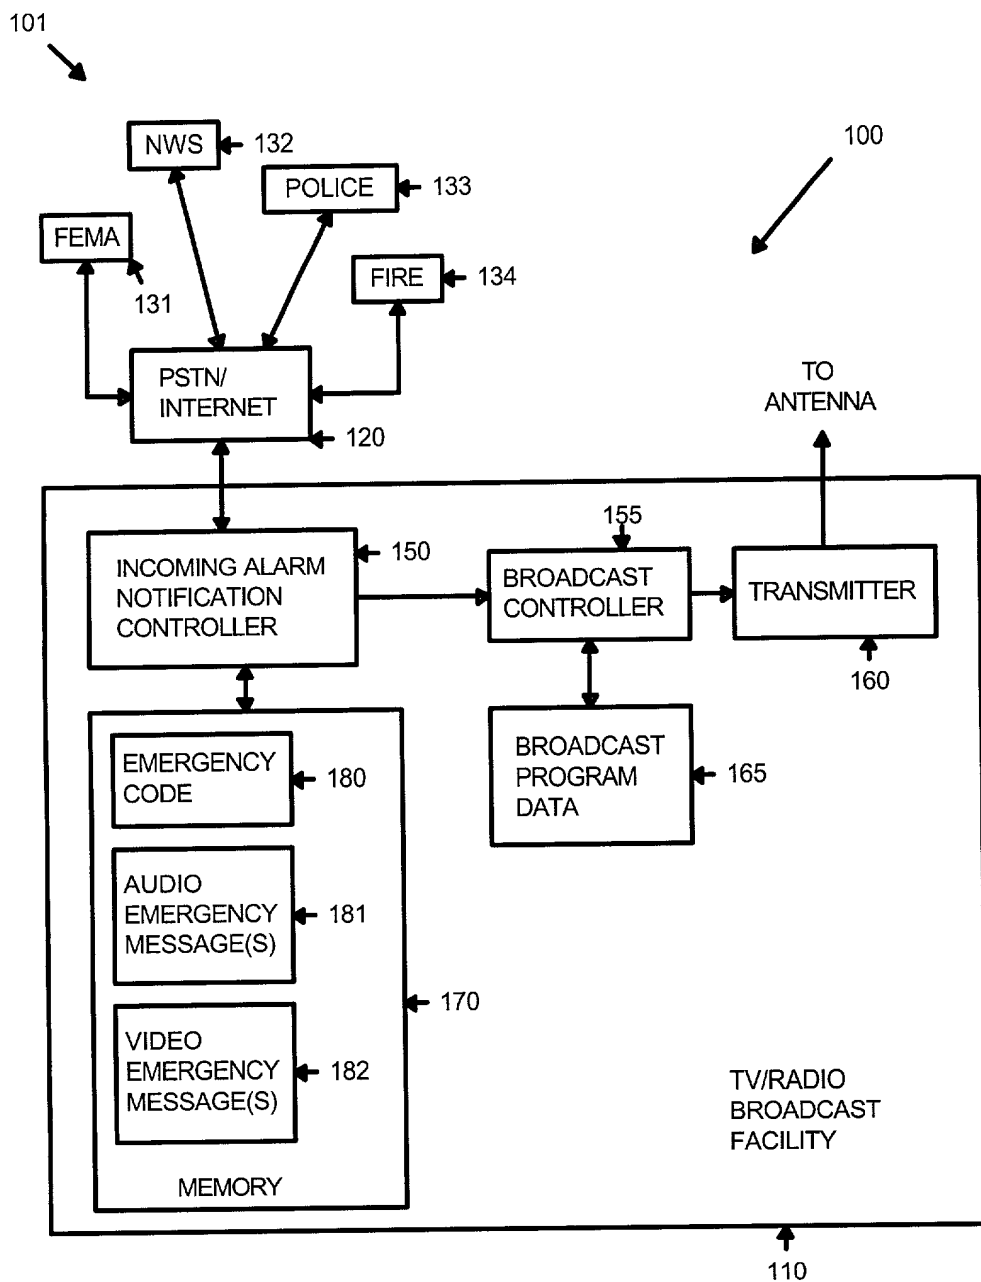 101
NWS
132
100
POLICE
133
FEMA
131
FIRE
134
PSTN/
INTERNET
120
TO
ANTENNA
155
150
INCOMING ALARM
NOTIFICATION
CONTROLLER
BROADCAST
CONTROLLER
TRANSMITTER
160
EMERGENCY
CODE
180
BROADCAST
PROGRAM
DATA
165
AUDIO
EMERGENCY
MESSAGE(S)
181
170
VIDEO
EMERGENCY
MESSAGE(S)
182
MEMORY
TV/RADIO
BROADCAST
FACILITY
110